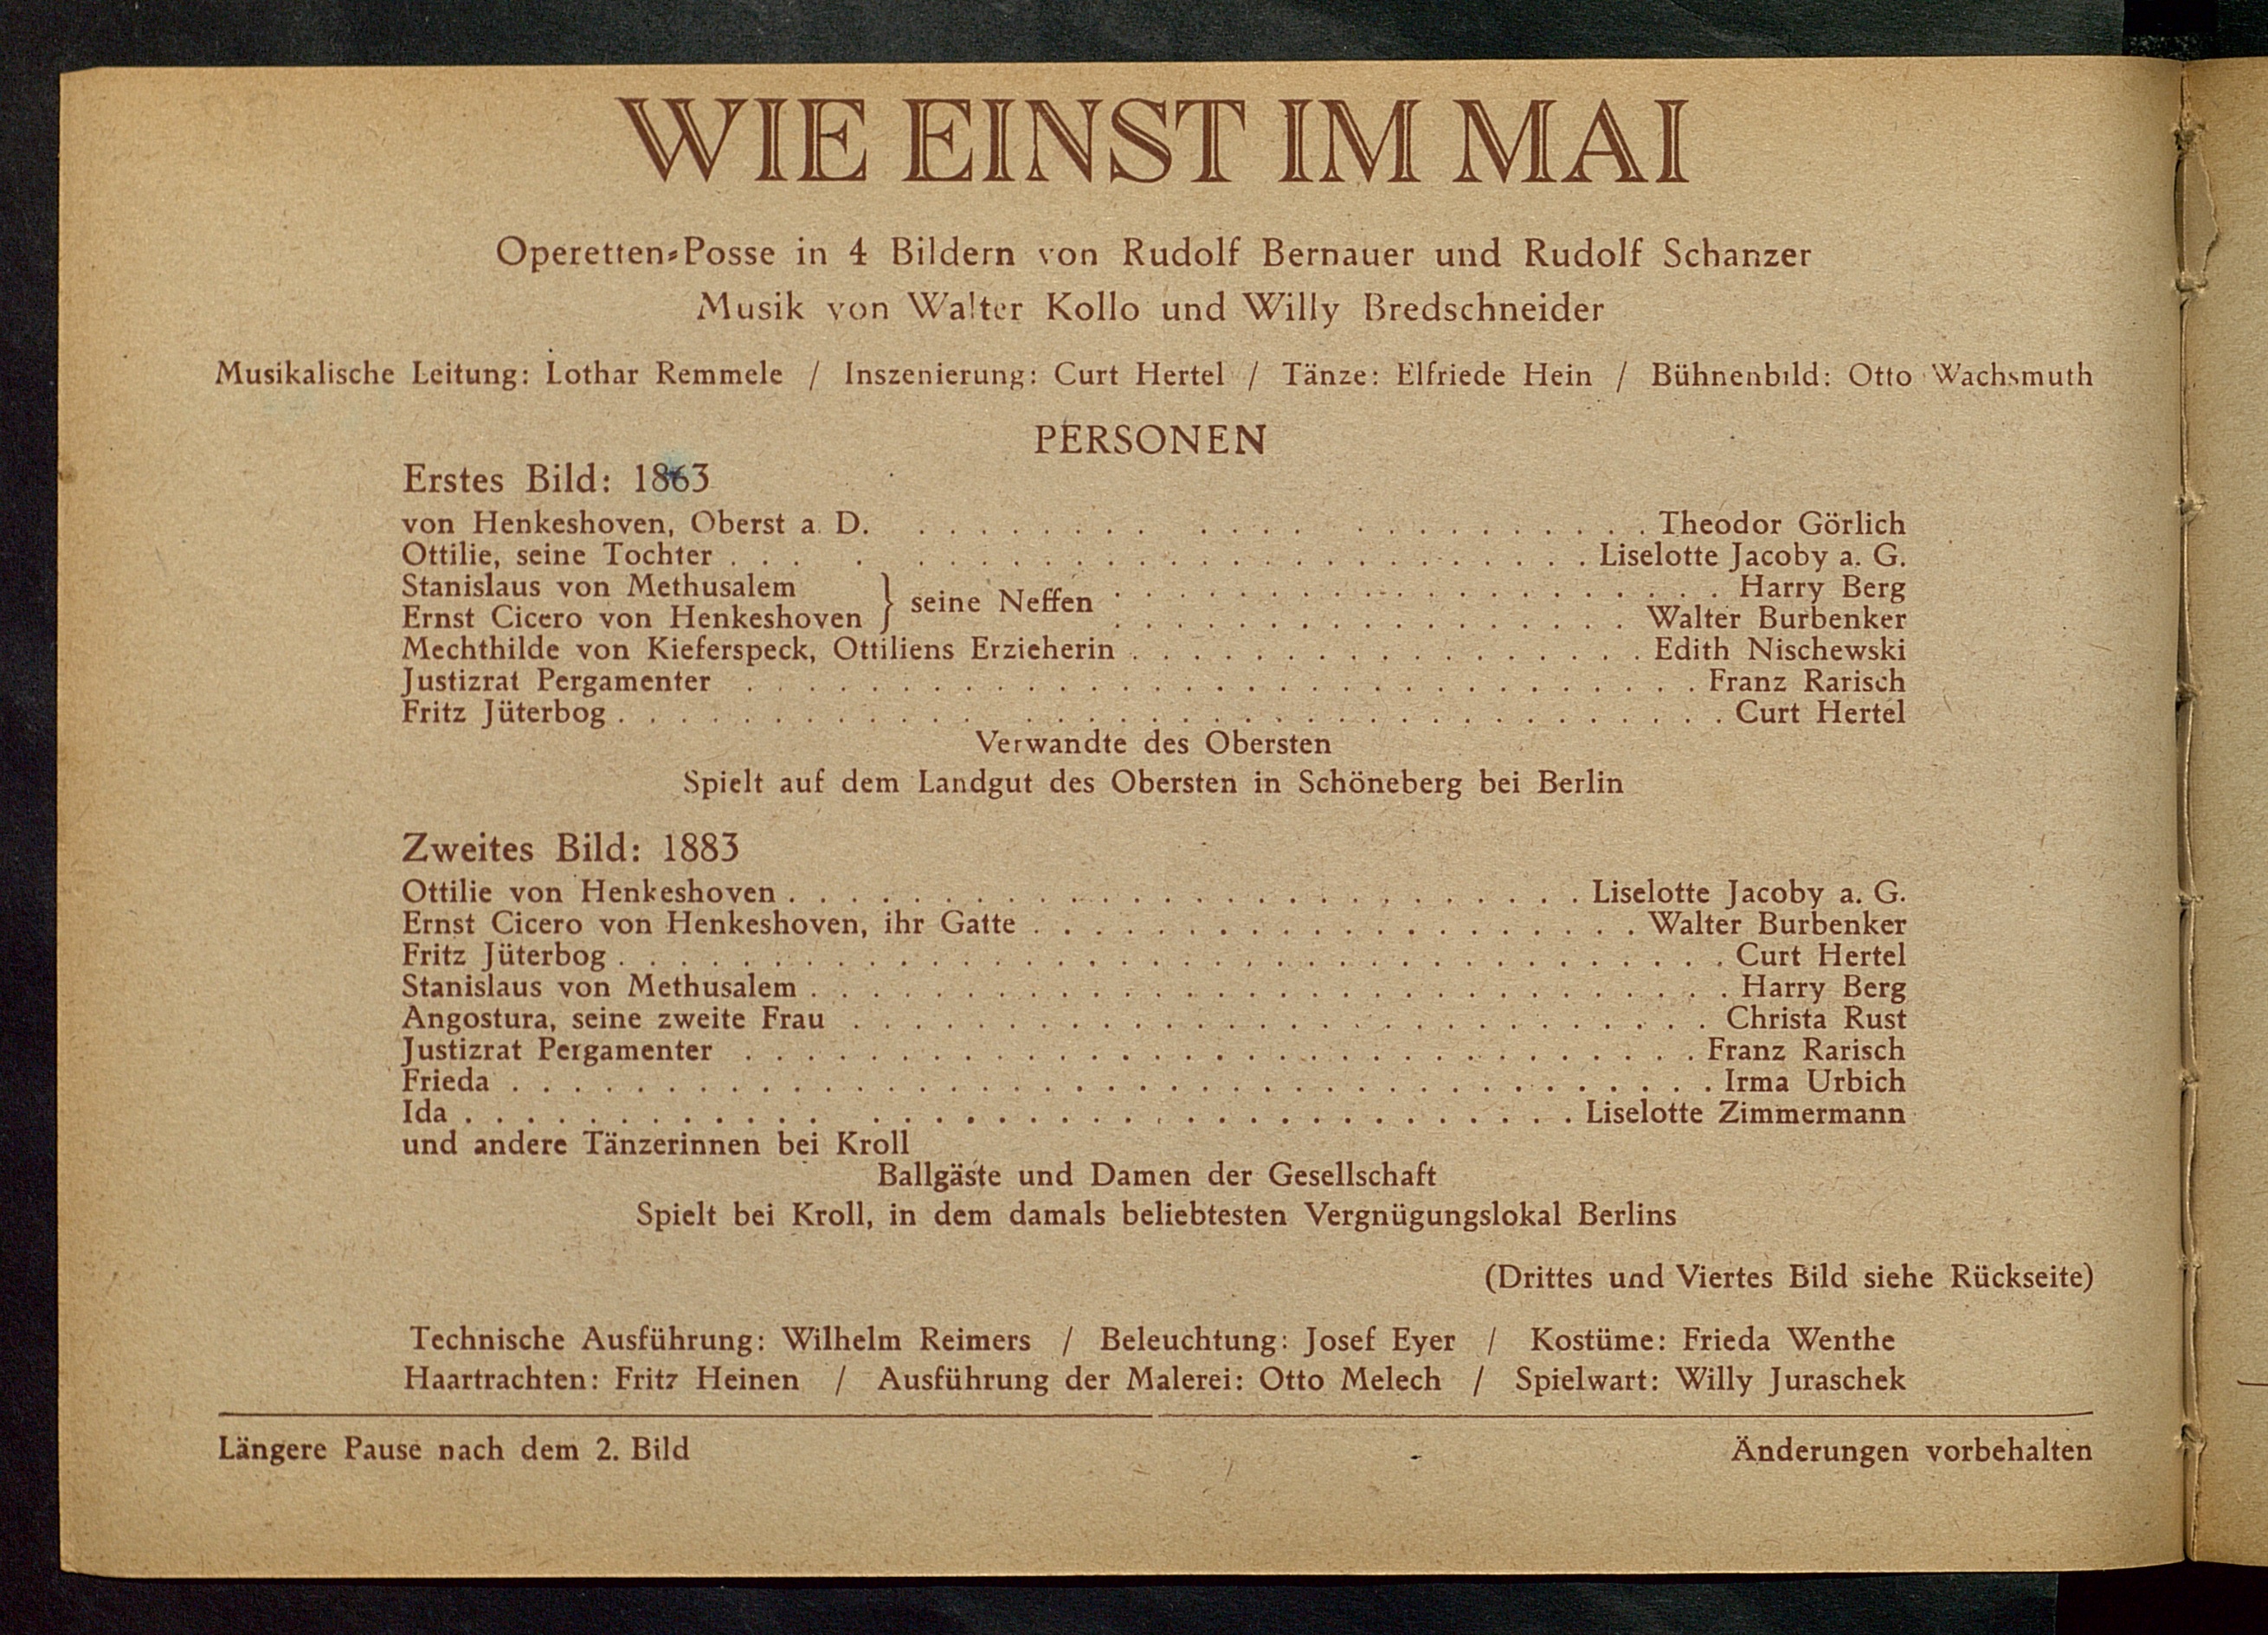 WIE EINST IM MAI
Operetten-Posse in 4 Bildern von Rudolf Bernauer und Rudolf Schanzer
Musik von Walter Kollo und Willy Bredschneider
Musikalische Leitung: Lothar Remmele / Inszenierung: Curt Hertel / Tänze: Elfriede Hein / Bühnenbild: Otto Wachsmuth
PERSONEN
Erstes Bild: 1863
von Henkeshoven, Oberst a. D. . . . . . . . . . . . . . . . . . . . . . . . Theodor Görlich
Ottilie, seine Tochter . . . . . . . . . . . . . . . . . . . . . . . . . . Liselotte Jacoby a. G.
Stanislaus von Methusalem } seine Neffen . . . . . . . . . . . . . . . . . . . . Harry Berg
Ernst Cicero von Henkeshoven } . . . . . . . . . . . . . . . . . Walter Burbenker
Mechthilde von Kieferspeck, Ottiliens Erzieherin . . . . . . . . . . . . . . . . . Edith Nischewski
Justizrat Pergamenter . . . . . . . . . . . . . . . . . . . . . . . . . . . . . . . Franz Rarisch
Fritz Jüterbog . . . . . . . . . . . . . . . . . . . . . . . . . . . . . . . . . . . . Curt Hertel
Verwandte des Obersten
Spielt auf dem Landgut des Obersten in Schöneberg bei Berlin
Zweites Bild: 1883
Ottilie von Henkeshoven . . . . . . . . . . . . . . . . . . . . . . . . . . Liselotte Jacoby a. G.
Ernst Cicero von Henkeshoven, ihr Gatte . . . . . . . . . . . . . . . . . . . . Walter Burbenker
Fritz Jüterbog . . . . . . . . . . . . . . . . . . . . . . . . . . . . . . . . . . . . Curt Hertel
Stanislaus von Methusalem . . . . . . . . . . . . . . . . . . . . . . . . . . . . . . Harry Berg
Angostura, seine zweite Frau . . . . . . . . . . . . . . . . . . . . . . . . . . . . Christa Rust
Justizrat Pergamenter . . . . . . . . . . . . . . . . . . . . . . . . . . . . . . . Franz Rarisch
Frieda . . . . . . . . . . . . . . . . . . . . . . . . . . . . . . . . . . . . . . . Irma Urbich
Ida . . . . . . . . . . . . . . . . . . . . . . . . . . . . . . . . . . . Liselotte Zimmermann
und andere Tänzerinnen bei Kroll
Ballgäste und Damen der Gesellschaft
Spielt bei Kroll, in dem damals beliebtesten Vergnügungslokal Berlins
(Drittes und Viertes Bild siehe Rückseite)
Technische Ausführung: Wilhelm Reimers / Beleuchtung: Josef Eyer / Kostüme: Frieda Wenthe
Haartrachten: Fritz Heinen / Ausführung der Malerei: Otto Melech / Spielwart: Willy Juraschek
Längere Pause nach dem 2. Bild
Änderungen vorbehalten